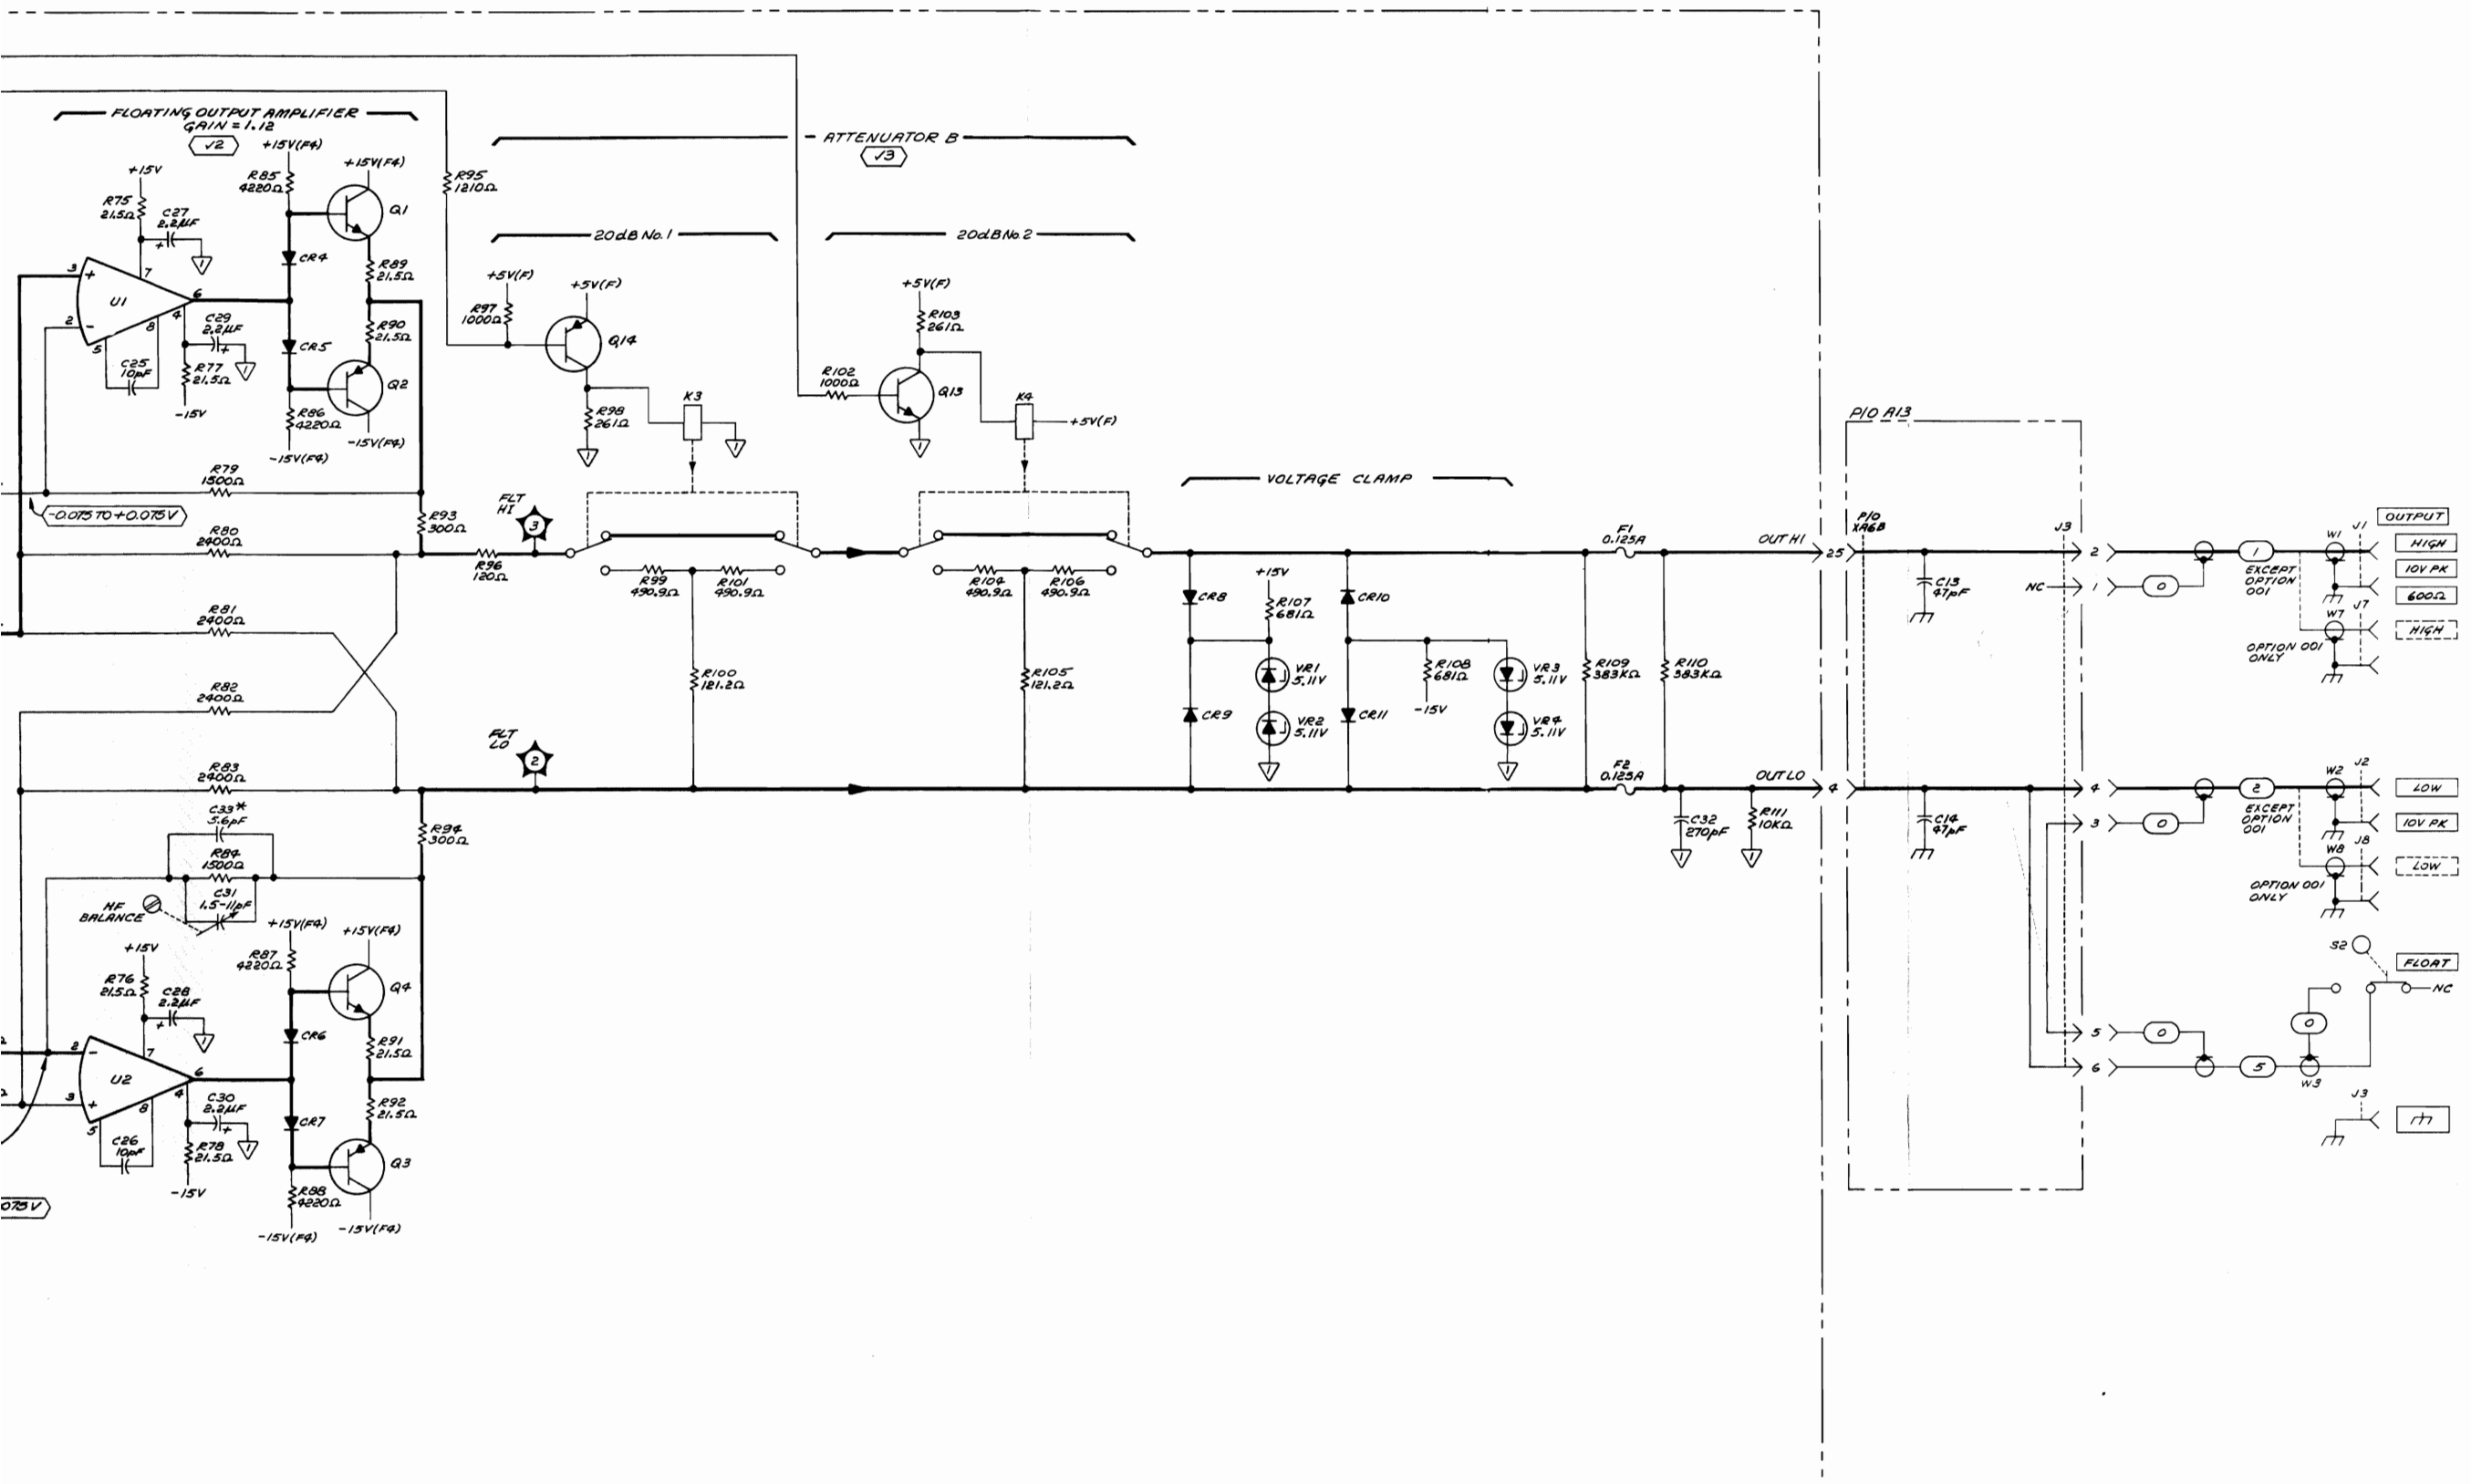 FLOATING OUTPUT AMPLIFIER
GAIN = 1.12
√2
+15V(F4)
+15V(F4)
R85
4220Ω
Q1
+15V
R75
21.5Ω
C27
2.2µF
+
CR4
R89
21.5Ω
3
+
7
U1
6
2
-
8
4
5
C29
2.2µF
+
R90
21.5Ω
CR5
C25
10pF
R77
21.5Ω
Q2
-15V
R86
4220Ω
-15V(F4)
-15V(F4)
R79
1500Ω
-0.075 TO +0.075V
R80
2400Ω
R93
300Ω
R81
2400Ω
R82
2400Ω
R83
2400Ω
C33*
5.6pF
R84
1500Ω
R94
300Ω
C31
1.5-11pF
HF
BALANCE
+15V(F4)
+15V(F4)
+15V
R87
4220Ω
R76
21.5Ω
C28
2.2µF
+
Q4
CR6
R91
21.5Ω
2
-
7
U2
6
3
+
8
4
5
C30
2.2µF
+
R92
21.5Ω
CR7
C26
10pF
R78
21.5Ω
Q3
-15V
R88
4220Ω
-15V(F4)
-15V(F4)
075V
ATTENUATOR B
√3
R95
1210Ω
20dB No.1
20dB No.2
+5V(F)
+5V(F)
R97
1000Ω
Q14
R98
261Ω
K3
+5V(F)
R103
261Ω
R102
1000Ω
Q13
K4
+5V(F)
FLT
HI
3
R96
120Ω
R99
490.9Ω
R101
490.9Ω
R104
490.9Ω
R106
490.9Ω
R100
121.2Ω
R105
121.2Ω
FLT
LO
2
VOLTAGE CLAMP
CR8
+15V
R107
681Ω
CR10
VR1
5.11V
R108
681Ω
VR3
5.11V
CR9
VR2
5.11V
CR11
-15V
VR4
5.11V
F1
0.125A
R109
383KΩ
R110
383KΩ
F2
0.125A
OUT HI
25
OUT LO
4
C32
270pF
R111
10KΩ
P/O A13
P/O
XA6B
J3
C13
47pF
NC
2
1
0
1
EXCEPT
OPTION
001
W1
J1
OUTPUT
HIGH
10V PK
600Ω
W7
J7
HIGH
OPTION 001
ONLY
C14
47pF
4
3
0
2
EXCEPT
OPTION
001
W2
J2
LOW
10V PK
W8
J8
LOW
OPTION 001
ONLY
S2
FLOAT
NC
0
5
0
6
5
W3
J3